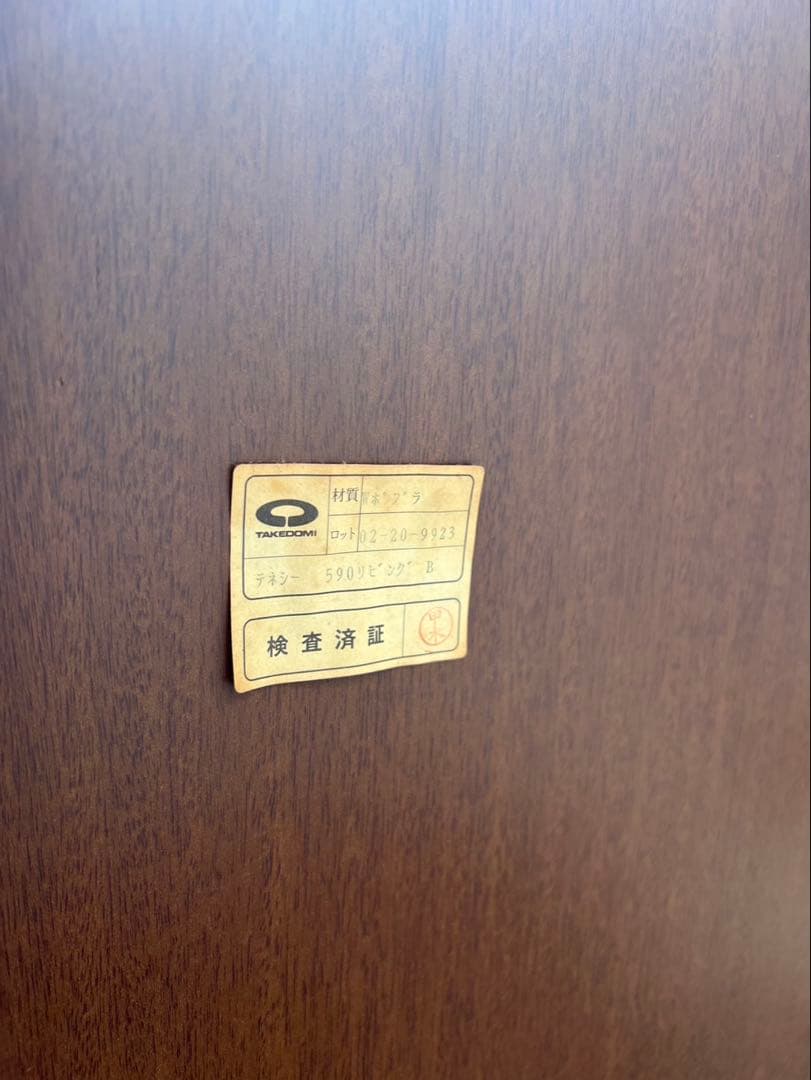 TAKEDOMI
材質 ﾎﾟﾌﾟﾗ
ロット 02-20-9923
テネシー 590ﾘﾋﾞﾝｸﾞ B
検査済証